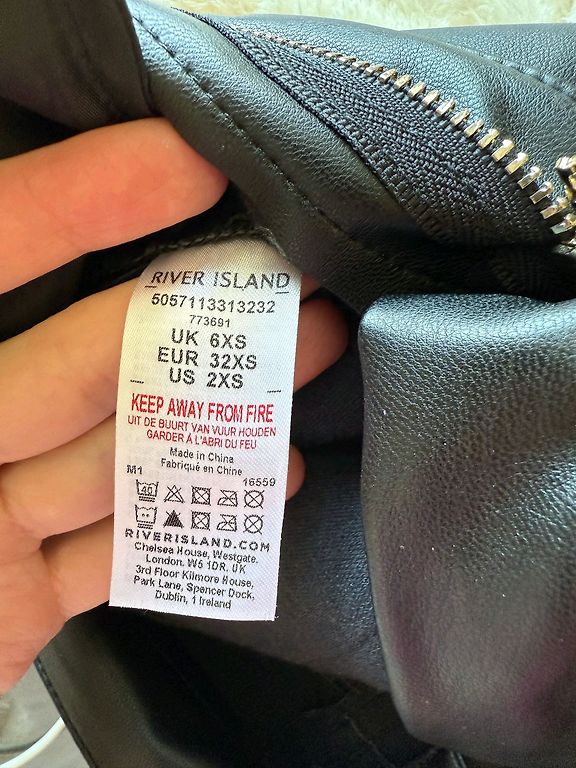 RIVER ISLAND
5057113313232
773691
UK 6XS
EUR 32XS
US 2XS
KEEP AWAY FROM FIRE
UIT DE BUURT VAN VUUR HOUDEN
GARDER À L'ABRI DU FEU
Made in China
Fabriqué en Chine
M1 16559
40
RIVERISLAND.COM
Chelsea House, Westgate,
London. W5 1DR. UK
3rd Floor Kilmore House,
Park Lane, Spencer Dock,
Dublin, 1 Ireland